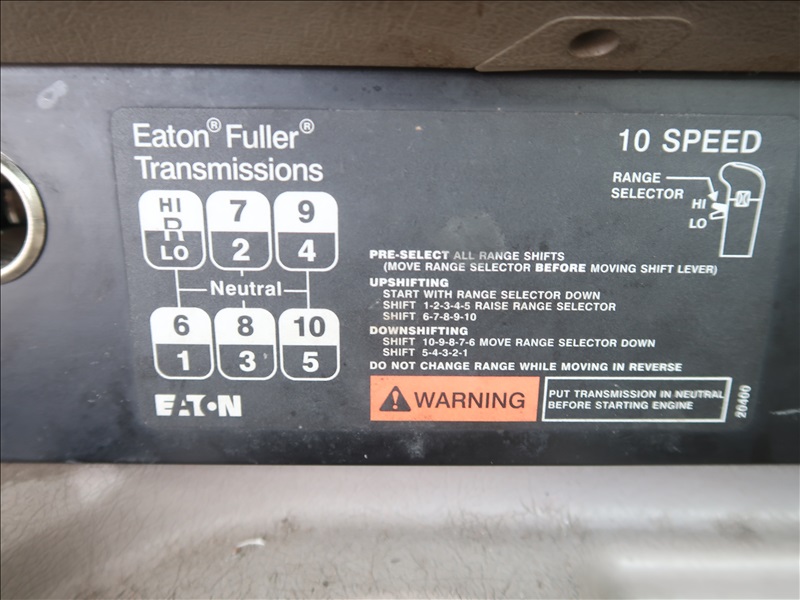 Eaton® Fuller®
Transmissions
10 SPEED
RANGE
SELECTOR
HI
LO
HI
R
LO
7
2
9
4
Neutral
6
1
8
3
10
5
EATON
PRE-SELECT ALL RANGE SHIFTS
(MOVE RANGE SELECTOR BEFORE MOVING SHIFT LEVER)
UPSHIFTING
START WITH RANGE SELECTOR DOWN
SHIFT 1-2-3-4-5 RAISE RANGE SELECTOR
SHIFT 6-7-8-9-10
DOWNSHIFTING
SHIFT 10-9-8-7-6 MOVE RANGE SELECTOR DOWN
SHIFT 5-4-3-2-1
DO NOT CHANGE RANGE WHILE MOVING IN REVERSE
WARNING
PUT TRANSMISSION IN NEUTRAL
BEFORE STARTING ENGINE
20400